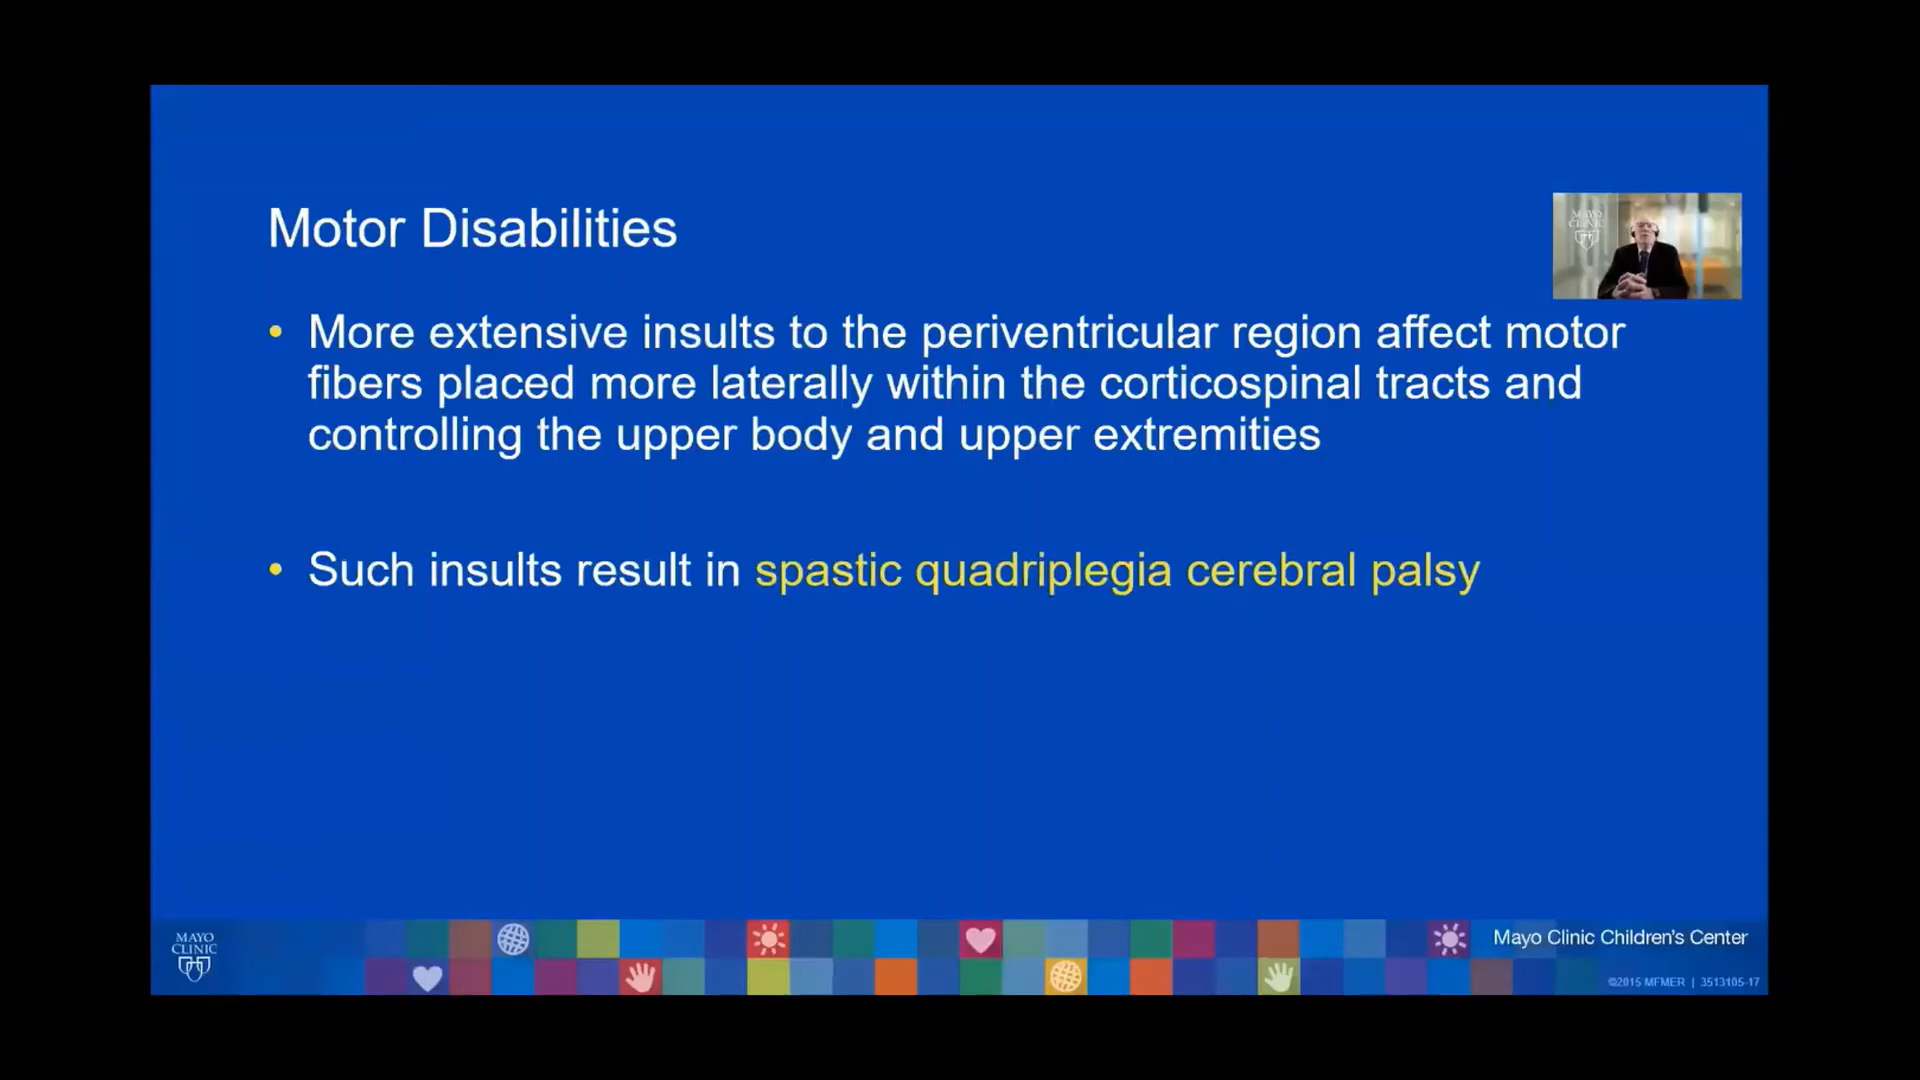 Motor Disabilities
MAYO
CLINIC
• More extensive insults to the periventricular region affect motor
fibers placed more laterally within the corticospinal tracts and
controlling the upper body and upper extremities
• Such insults result in spastic quadriplegia cerebral palsy
MAYO
CLINIC
Mayo Clinic Children's Center
©2015 MFMER | 3513105-17